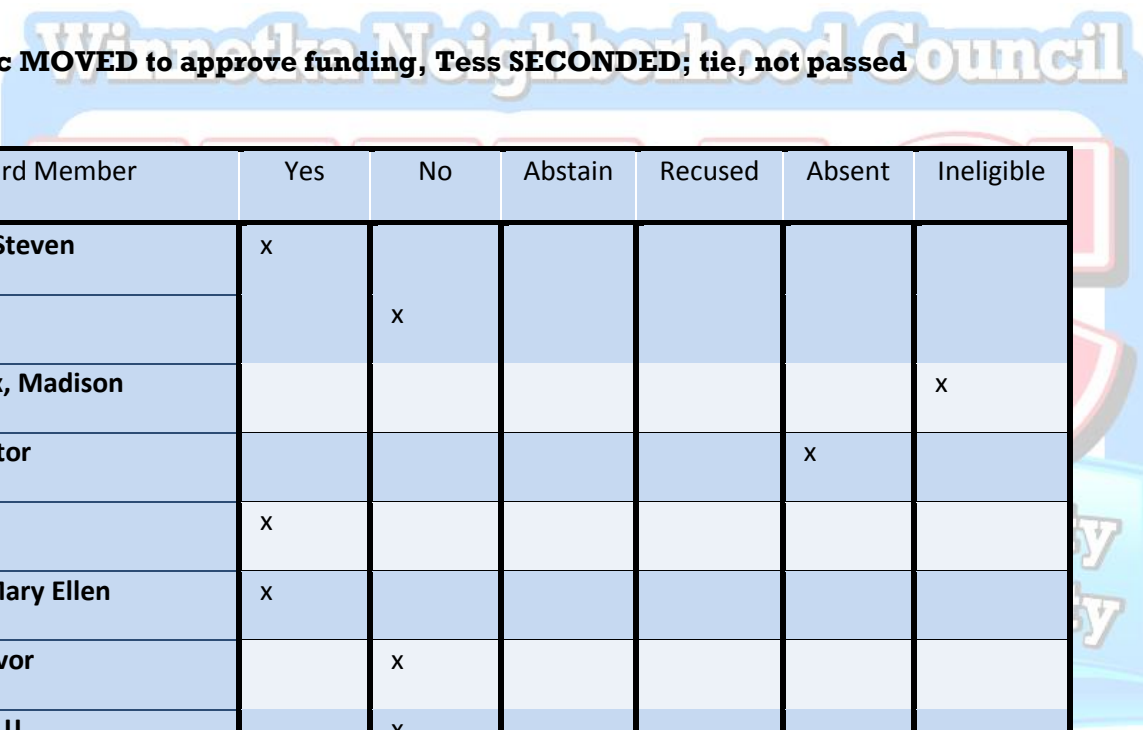 Winnetka Neighborhood Council
c MOVED to approve funding, Tess SECONDED; tie, not passed
rd Member Yes No Abstain Recused Absent Ineligible
Steven x
x
x, Madison x
tor x
x
Mary Ellen x
vor x
x